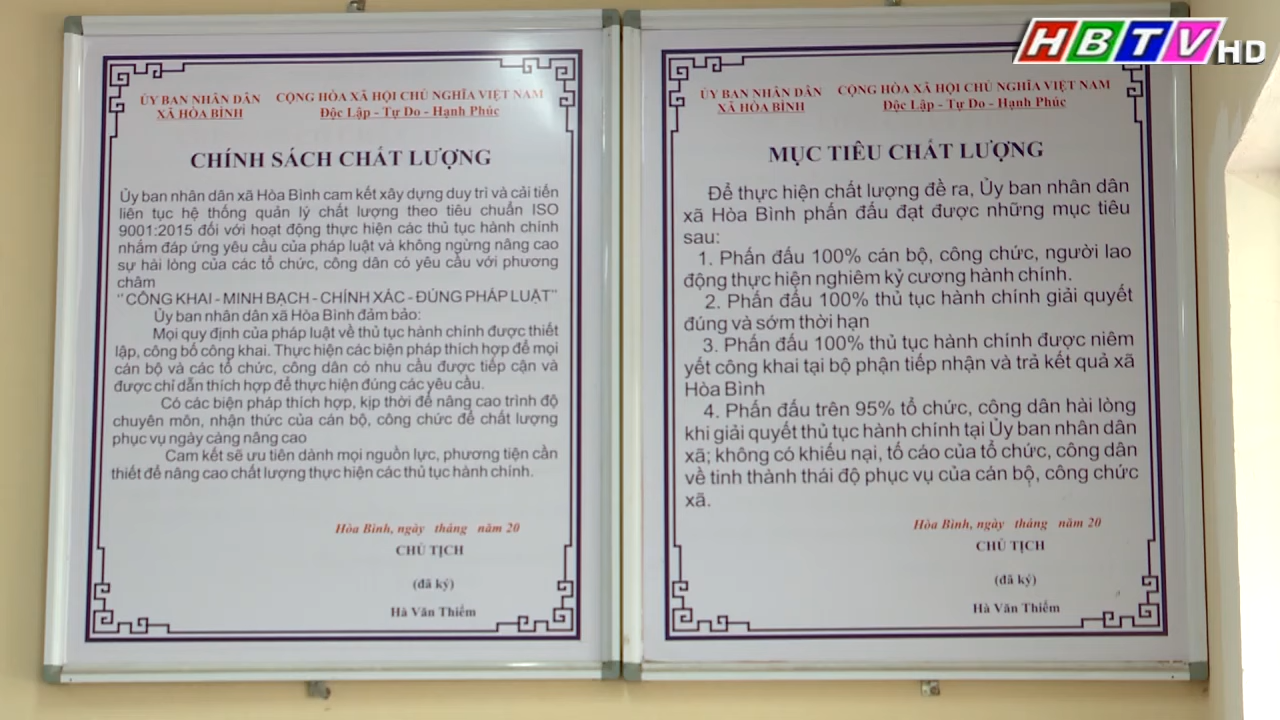 HBTV HD
ỦY BAN NHÂN DÂN
XÃ HÒA BÌNH
CỘNG HÒA XÃ HỘI CHỦ NGHĨA VIỆT NAM
Độc Lập - Tự Do - Hạnh Phúc
CHÍNH SÁCH CHẤT LƯỢNG
Ủy ban nhân dân xã Hòa Bình cam kết xây dựng duy trì và cải tiến
liên tục hệ thống quản lý chất lượng theo tiêu chuẩn ISO
9001:2015 đối với hoạt động thực hiện các thủ tục hành chính
nhằm đáp ứng yêu cầu của pháp luật và không ngừng nâng cao
sự hài lòng của các tổ chức, công dân có yêu cầu với phương
châm
"CÔNG KHAI - MINH BẠCH - CHÍNH XÁC - ĐÚNG PHÁP LUẬT"
Ủy ban nhân dân xã Hòa Bình đảm bảo:
Mọi quy định của pháp luật về thủ tục hành chính được thiết
lập, công bố công khai. Thực hiện các biện pháp thích hợp để mọi
cán bộ và các tổ chức, công dân có nhu cầu được tiếp cận và
được chỉ dẫn thích hợp để thực hiện đúng các yêu cầu.
Có các biện pháp thích hợp, kịp thời để nâng cao trình độ
chuyên môn, nhận thức của cán bộ, công chức để chất lượng
phục vụ ngày càng nâng cao
Cam kết sẽ ưu tiên dành mọi nguồn lực, phương tiện cần
thiết để nâng cao chất lượng thực hiện các thủ tục hành chính.
Hòa Bình, ngày tháng năm 20
CHỦ TỊCH
(đã ký)
Hà Văn Thiểm
ỦY BAN NHÂN DÂN
XÃ HÒA BÌNH
CỘNG HÒA XÃ HỘI CHỦ NGHĨA VIỆT NAM
Độc Lập - Tự Do - Hạnh Phúc
MỤC TIÊU CHẤT LƯỢNG
Để thực hiện chất lượng đề ra, Ủy ban nhân dân
xã Hòa Bình phấn đấu đạt được những mục tiêu
sau:
1. Phấn đấu 100% cán bộ, công chức, người lao
động thực hiện nghiêm kỷ cương hành chính.
2. Phấn đấu 100% thủ tục hành chính giải quyết
đúng và sớm thời hạn
3. Phấn đấu 100% thủ tục hành chính được niêm
yết công khai tại bộ phận tiếp nhận và trả kết quả xã
Hòa Bình
4. Phấn đấu trên 95% tổ chức, công dân hài lòng
khi giải quyết thủ tục hành chính tại Ủy ban nhân dân
xã; không có khiếu nại, tố cáo của tổ chức, công dân
về tinh thành thái độ phục vụ của cán bộ, công chức
xã.
Hòa Bình, ngày tháng năm 20
CHỦ TỊCH
(đã ký)
Hà Văn Thiểm